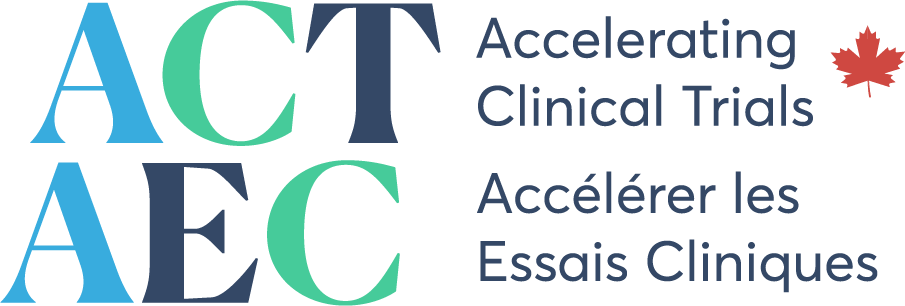 ACT
AEC
Accelerating
Clinical Trials
Accélérer les
Essais Cliniques